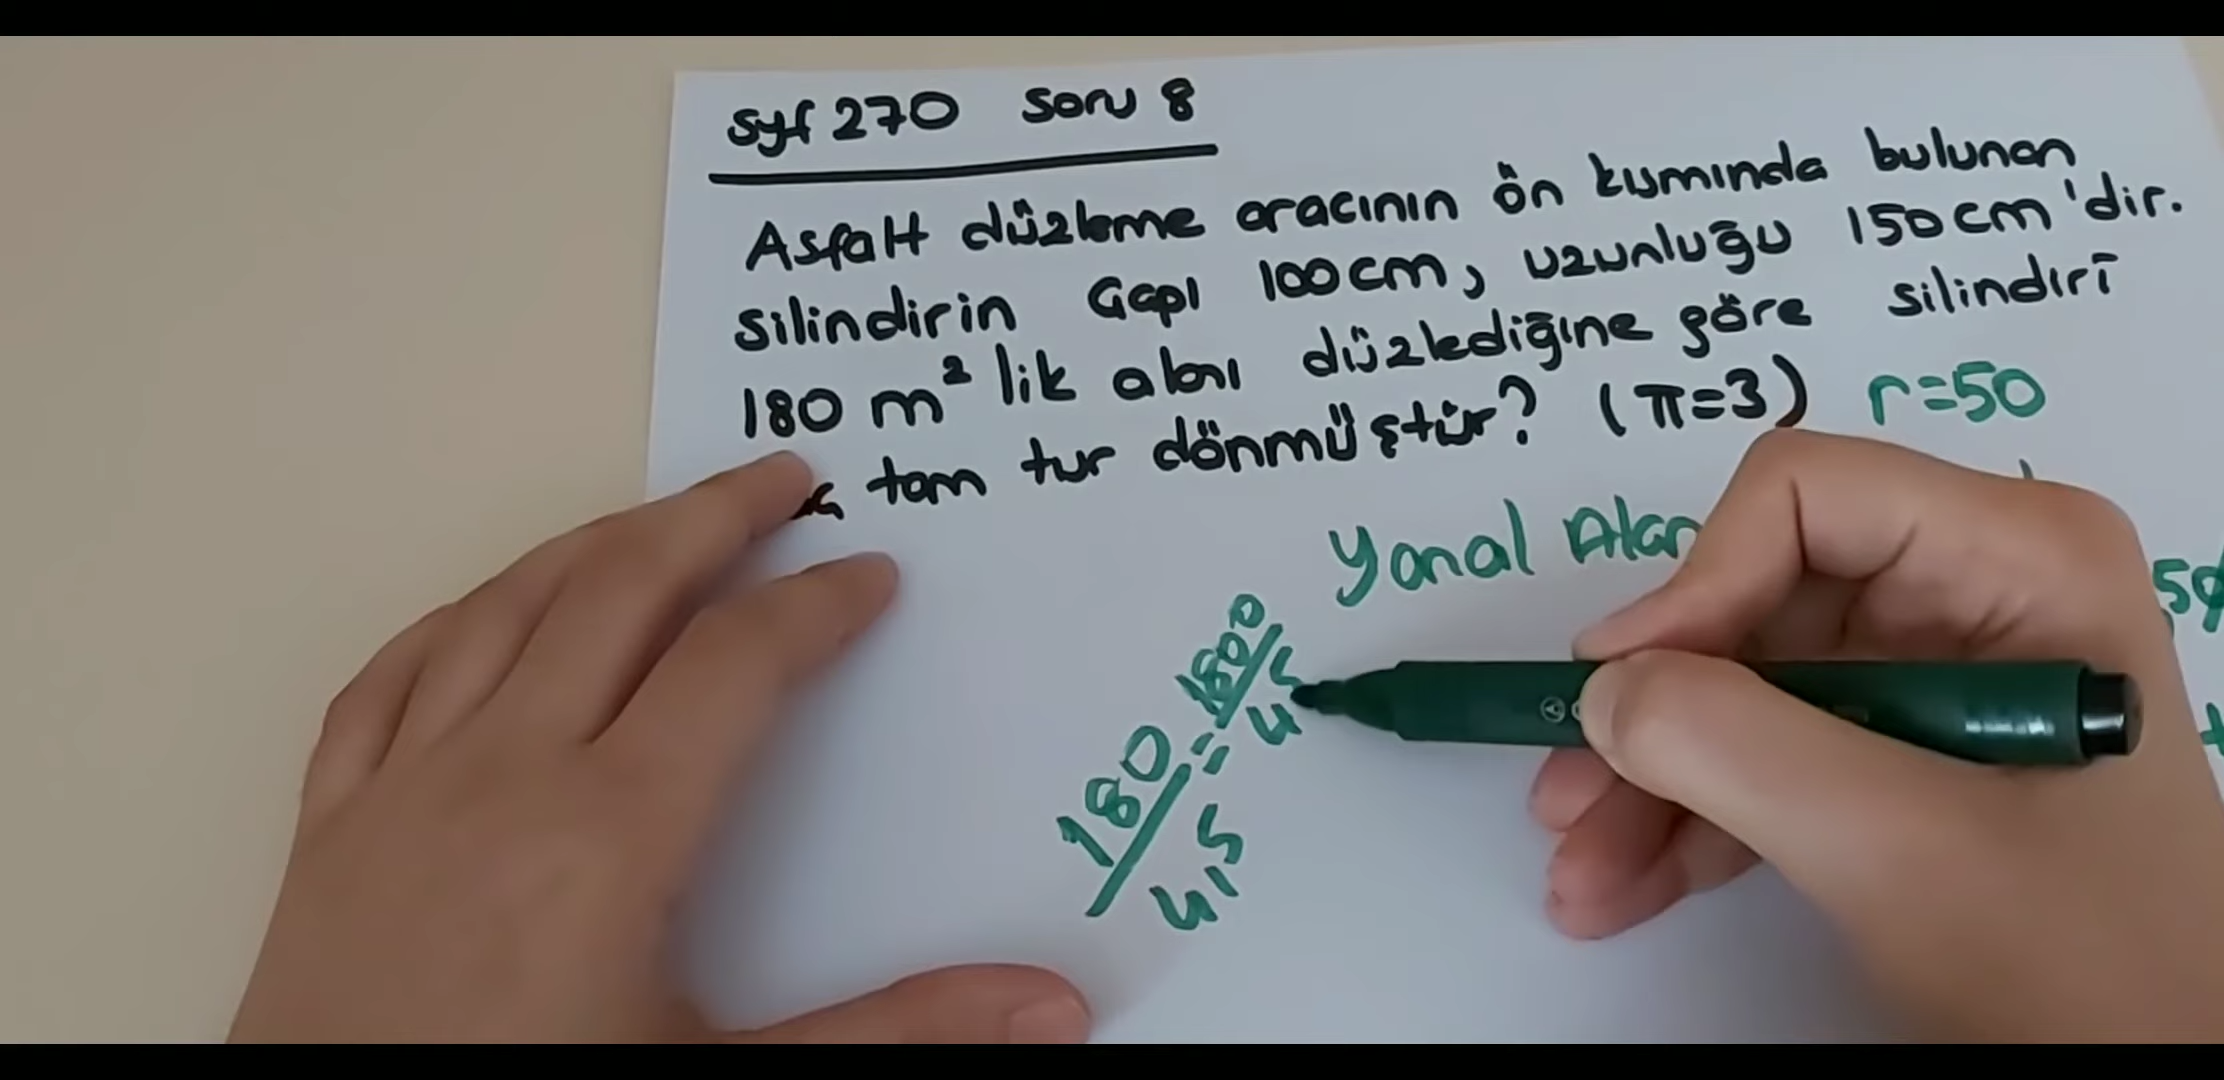 syf 270 soru 8
Asfalt düzleme aracının ön kısmında bulunan
silindirin Çapı 100 cm, uzunluğu 150 cm'dir.
180 m² lik alanı düzlediğine göre silindiri
tam tur dönmüştür? (π=3) r=50
Yanal Alan
180/4,5 = 1800/45